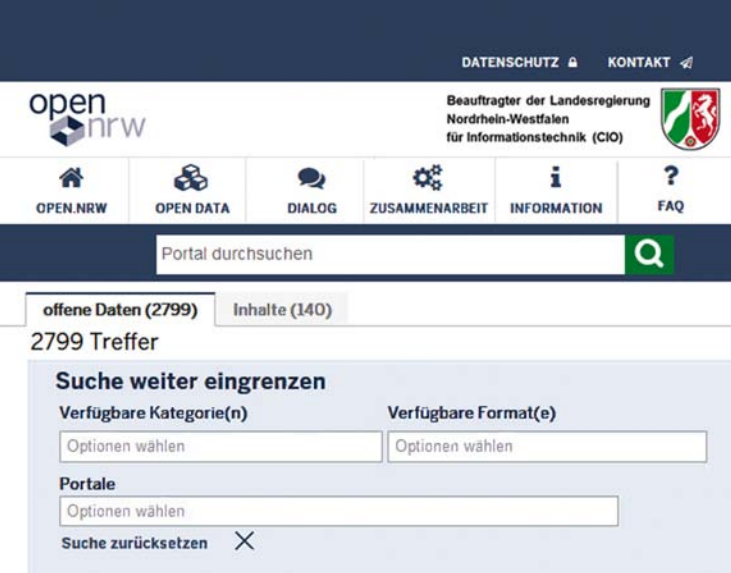 DATENSCHUTZ KONTAKT
open
nrw
Beauftragter der Landesregierung
Nordrhein-Westfalen
für Informationstechnik (CIO)
OPEN.NRW OPEN DATA DIALOG ZUSAMMENARBEIT INFORMATION FAQ
Portal durchsuchen
offene Daten (2799) Inhalte (140)
2799 Treffer
Suche weiter eingrenzen
Verfügbare Kategorie(n) Verfügbare Format(e)
Optionen wählen Optionen wählen
Portale
Optionen wählen
Suche zurücksetzen